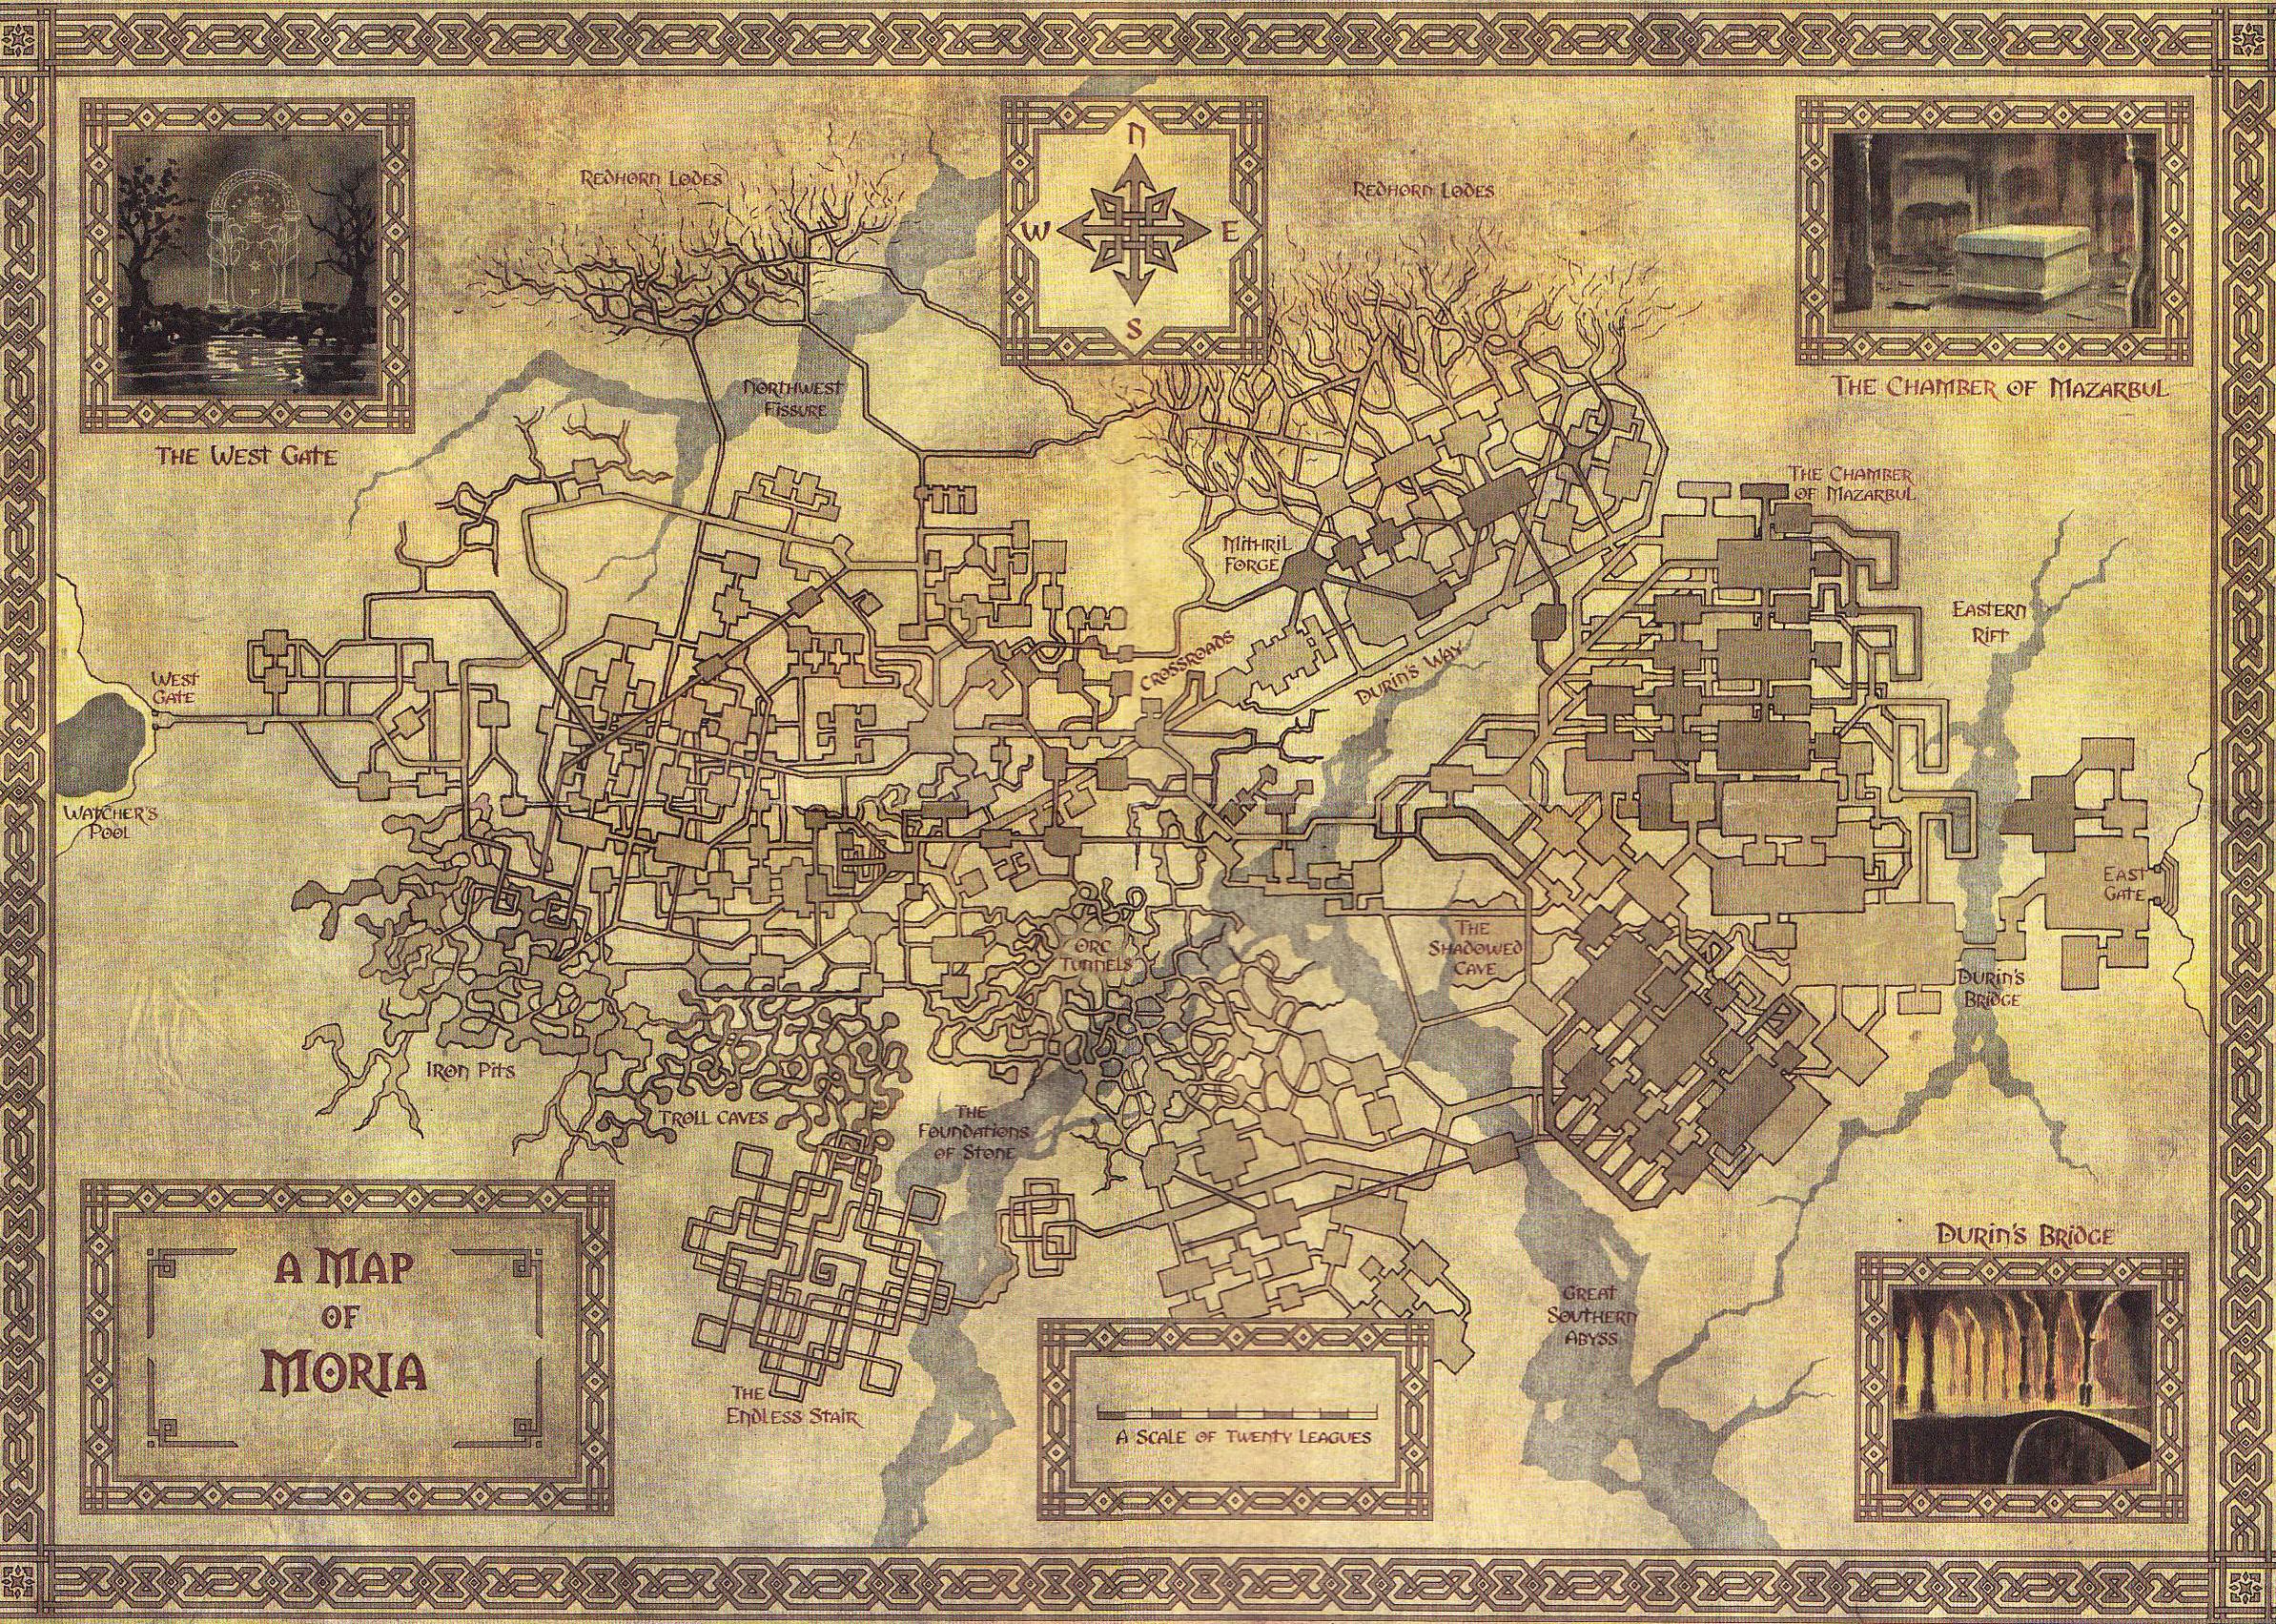 N
W
E
S
Redhorn Lodes
Redhorn Lodes
The West Gate
Northwest
Fissure
The Chamber of Mazarbul
The Chamber
of Mazarbul
Mithril
Forge
Eastern
Rift
Crossroads
Durin's Way
West
Gate
Watcher's
Pool
East
Gate
Orc
Tunnels
The
Shadowed
Cave
Durin's
Bridge
Iron Pits
Troll Caves
The
Foundations
of Stone
Durin's Bridge
Great
Southern
Abyss
A Map
of
Moria
The
Endless Stair
A Scale of Twenty Leagues